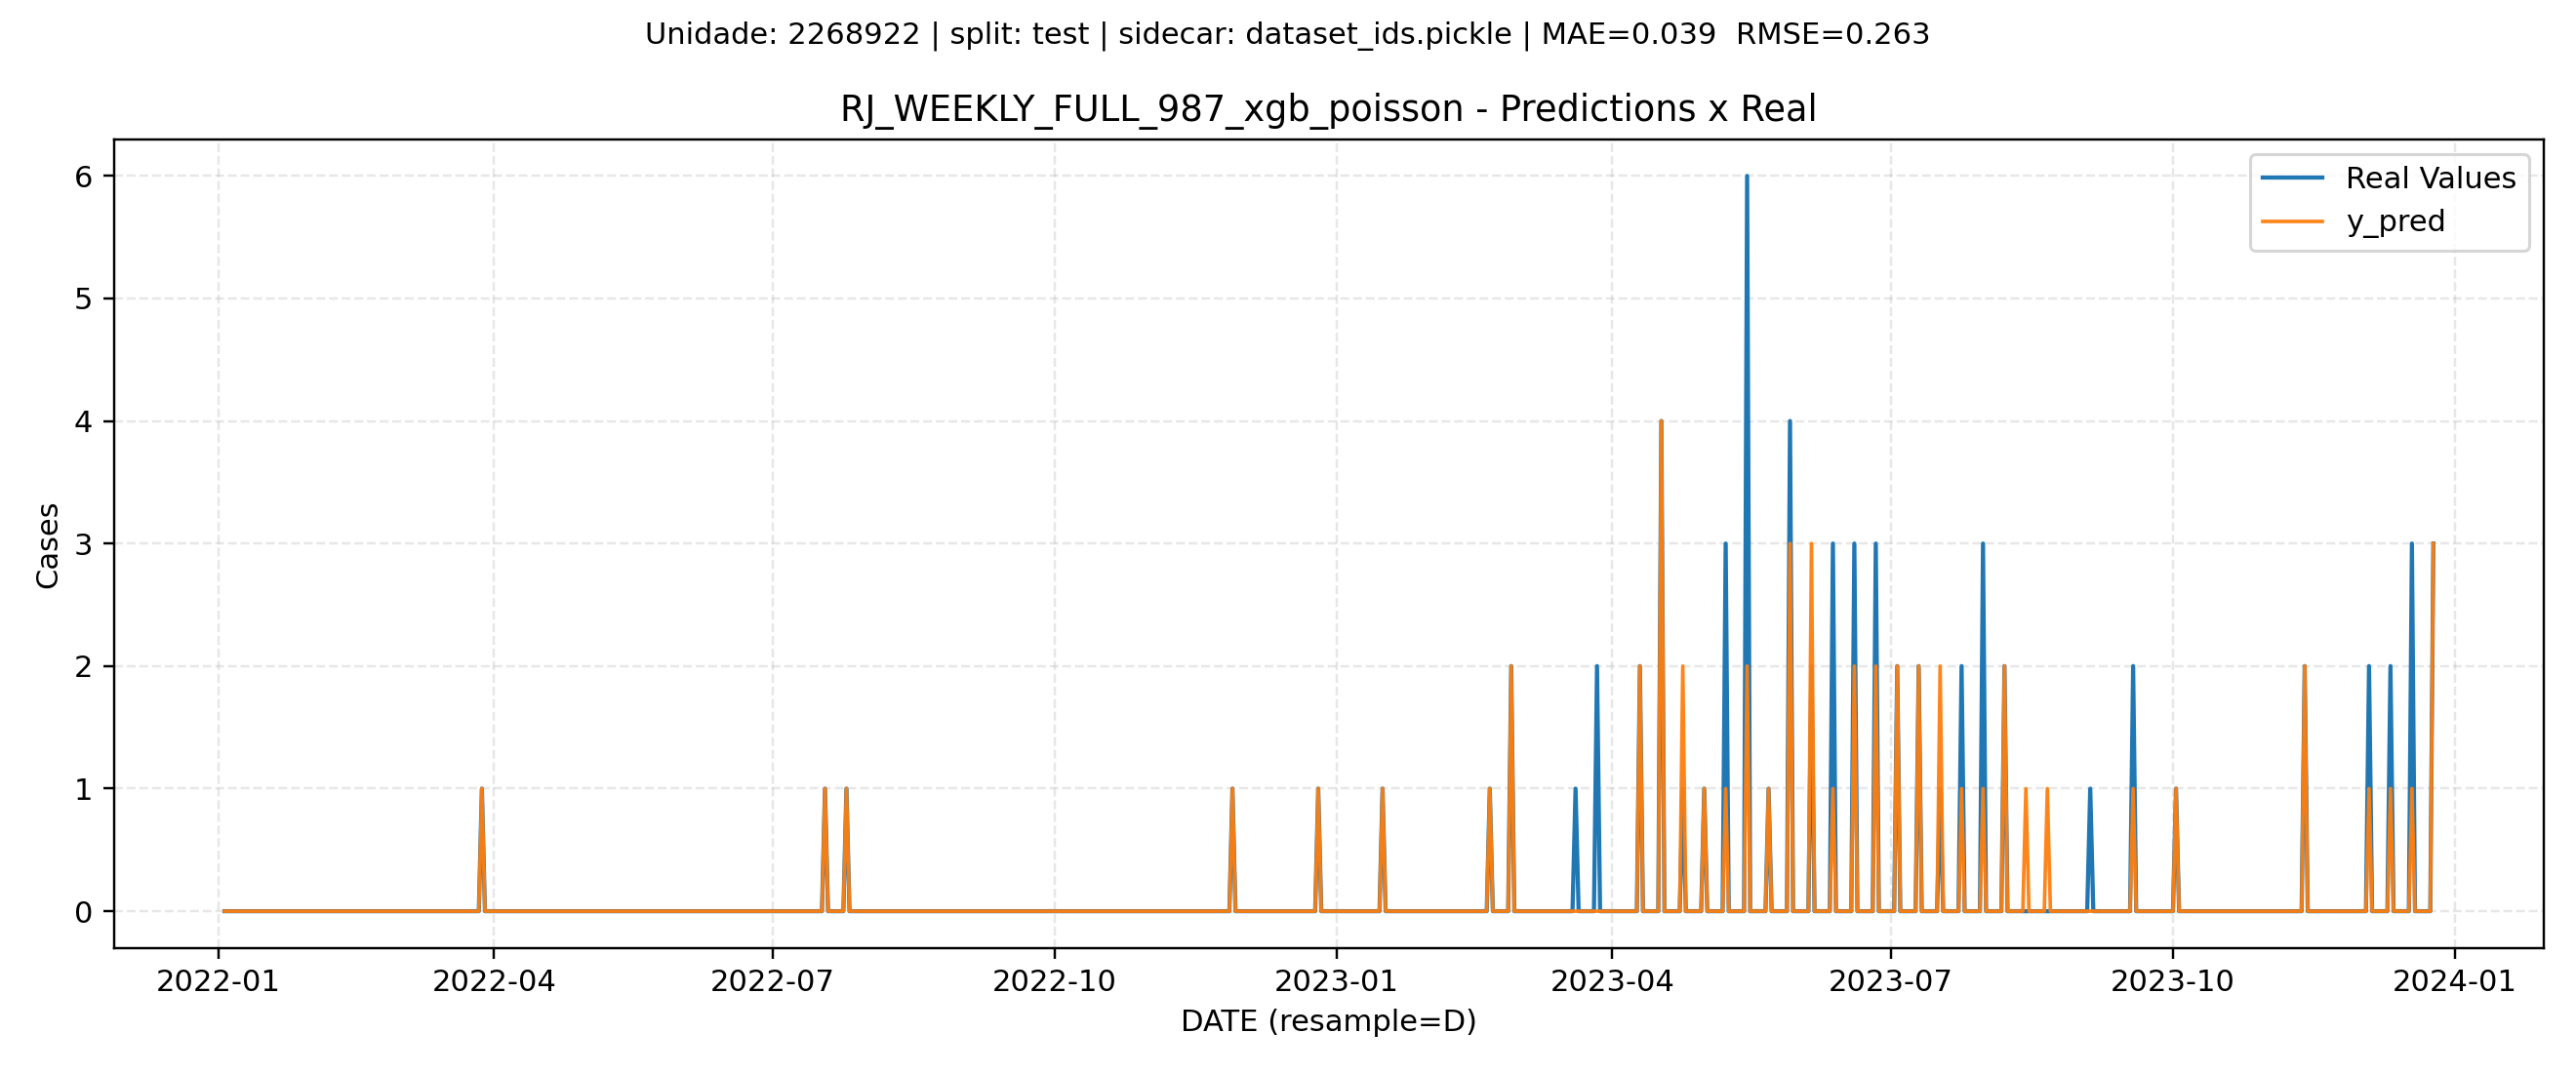 Unidade: 2268922 | split: test | sidecar: dataset_ids.pickle | MAE=0.039  RMSE=0.263
RJ_WEEKLY_FULL_987_xgb_poisson - Predictions x Real
Real Values
y_pred
Cases
6
5
4
3
2
1
0
2022-01
2022-04
2022-07
2022-10
2023-01
2023-04
2023-07
2023-10
2024-01
DATE (resample=D)